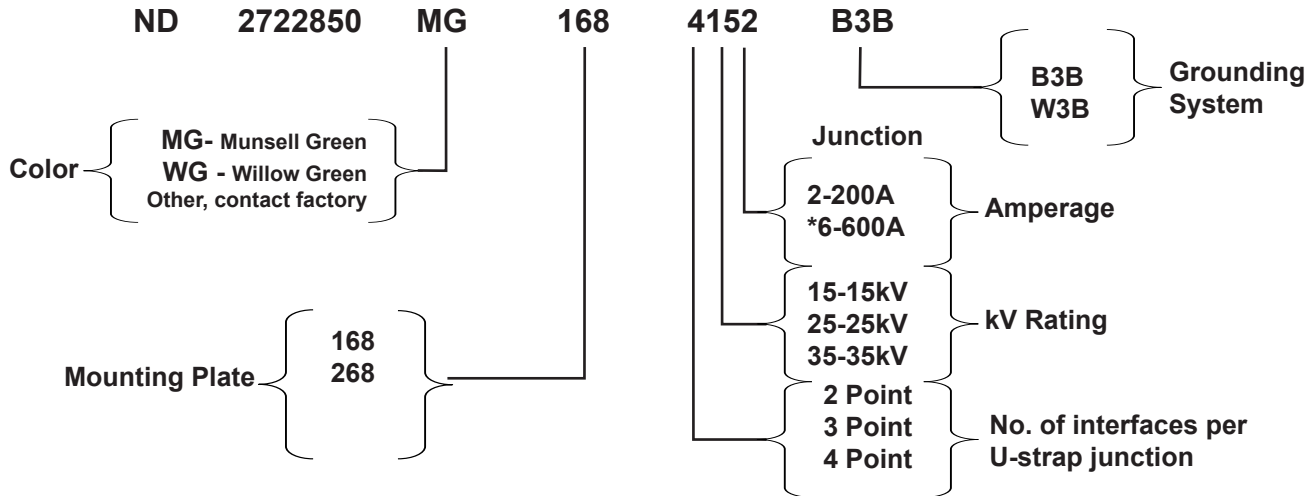 ND 2722850 MG 168 4152 B3B
B3B
W3B
Grounding
System
Color
MG- Munsell Green
WG - Willow Green
Other, contact factory
Junction
2-200A
*6-600A
Amperage
15-15kV
25-25kV
35-35kV
kV Rating
Mounting Plate
168
268
2 Point
3 Point
4 Point
No. of interfaces per
U-strap junction